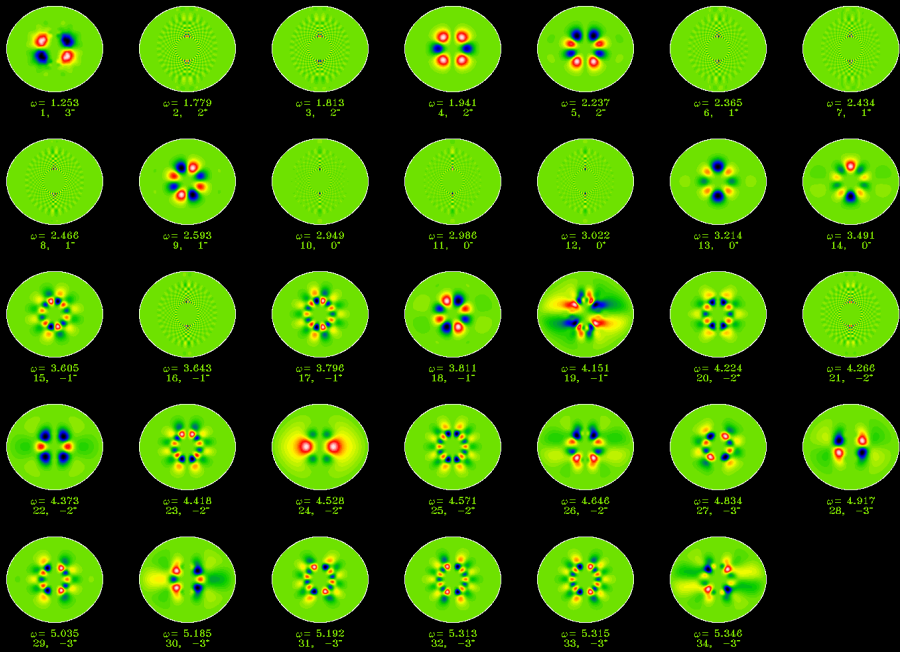 ω= 1.253 ω= 1.779 ω= 1.813 ω= 1.941 ω= 2.237 ω= 2.365 ω= 2.434
1, 3⁻ 2, 2⁻ 3, 2⁻ 4, 2⁻ 5, 2⁻ 6, 1⁻ 7, 1⁻
ω= 2.466 ω= 2.593 ω= 2.949 ω= 2.986 ω= 3.022 ω= 3.214 ω= 3.491
8, 1⁻ 9, 1⁻ 10, 0⁻ 11, 0⁻ 12, 0⁻ 13, 0⁻ 14, 0⁻
ω= 3.605 ω= 3.643 ω= 3.796 ω= 3.811 ω= 4.151 ω= 4.224 ω= 4.266
15, −1⁻ 16, −1⁻ 17, −1⁻ 18, −1⁻ 19, −1⁻ 20, −2⁻ 21, −2⁻
ω= 4.373 ω= 4.418 ω= 4.528 ω= 4.571 ω= 4.646 ω= 4.834 ω= 4.917
22, −2⁻ 23, −2⁻ 24, −2⁻ 25, −2⁻ 26, −2⁻ 27, −3⁻ 28, −3⁻
ω= 5.035 ω= 5.185 ω= 5.192 ω= 5.313 ω= 5.315 ω= 5.346
29, −3⁻ 30, −3⁻ 31, −3⁻ 32, −3⁻ 33, −3⁻ 34, −3⁻